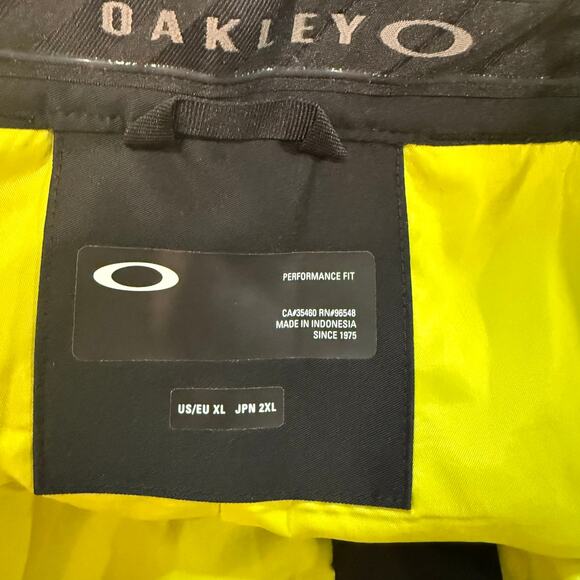 OAKLEY
PERFORMANCE FIT
CA#35460 RN#96548
MADE IN INDONESIA
SINCE 1975
US/EU XL JPN 2XL